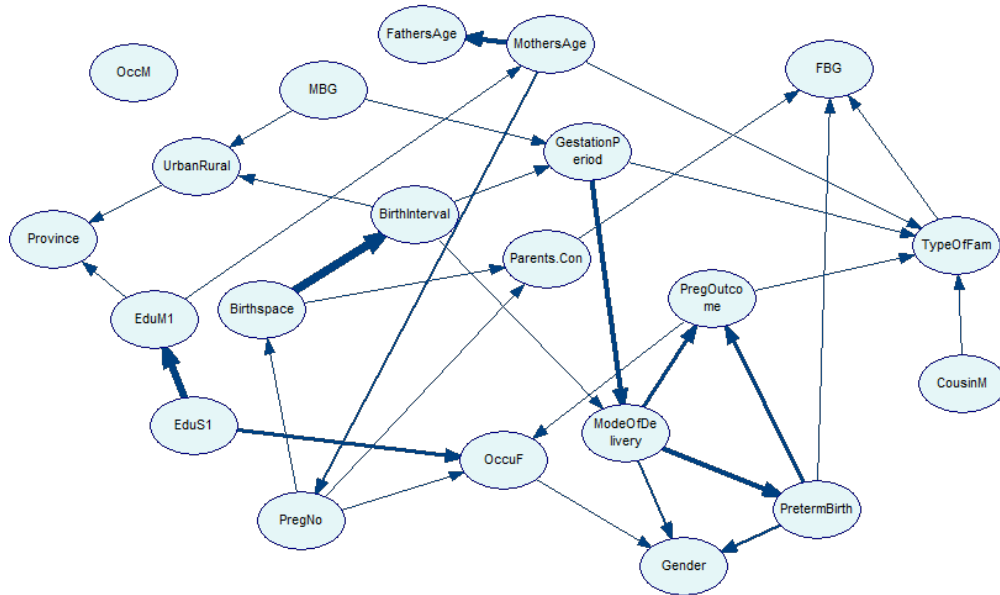 FathersAge
MothersAge
OccM
MBG
FBG
GestationP
eriod
UrbanRural
BirthInterval
Province
Parents.Con
TypeOfFam
PregOutco
me
Birthspace
EduM1
CousinM
EduS1
ModeOfDe
livery
OccuF
PregNo
PretermBirth
Gender